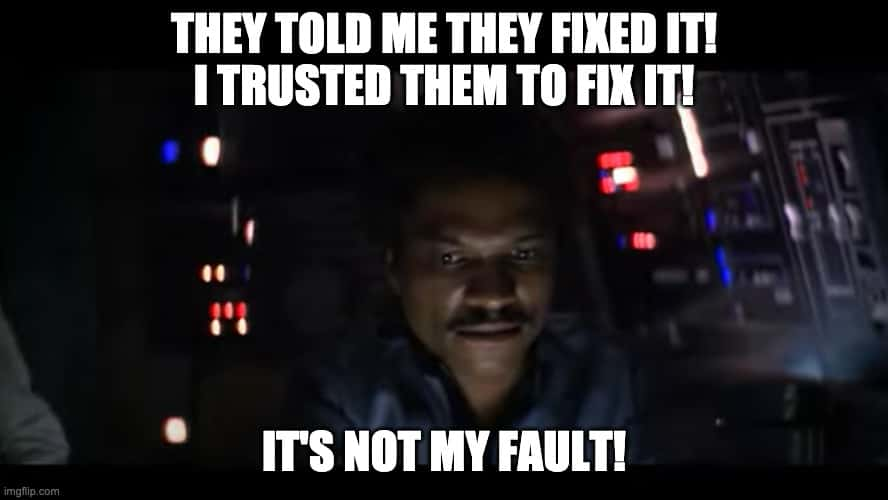 THEY TOLD ME THEY FIXED IT!
I TRUSTED THEM TO FIX IT!
IT'S NOT MY FAULT!
imgflip.com